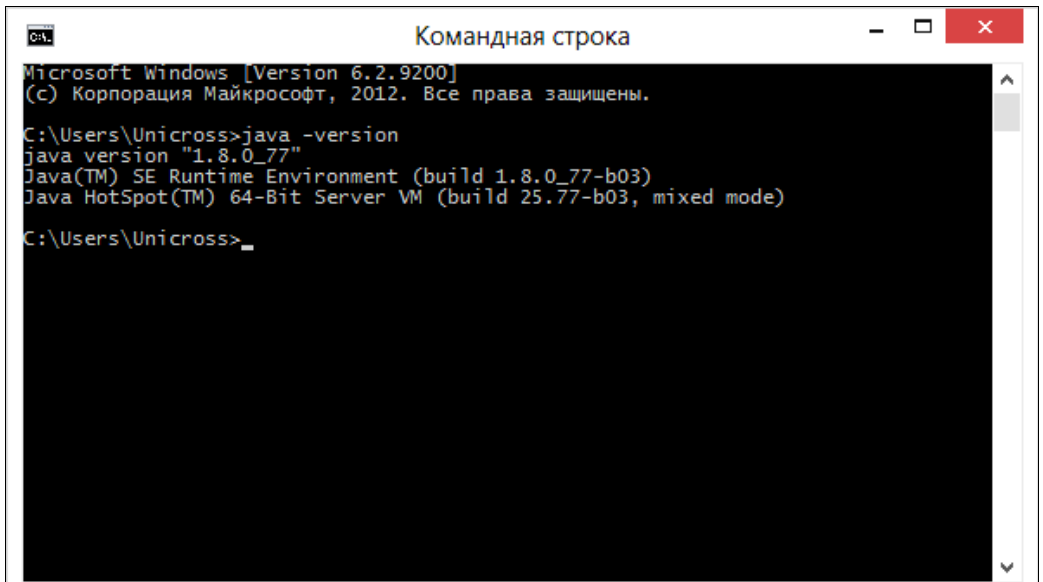 Командная строка
Microsoft Windows [Version 6.2.9200]
(c) Корпорация Майкрософт, 2012. Все права защищены.
C:\Users\Unicross>java -version
java version "1.8.0_77"
Java(TM) SE Runtime Environment (build 1.8.0_77-b03)
Java HotSpot(TM) 64-Bit Server VM (build 25.77-b03, mixed mode)
C:\Users\Unicross>